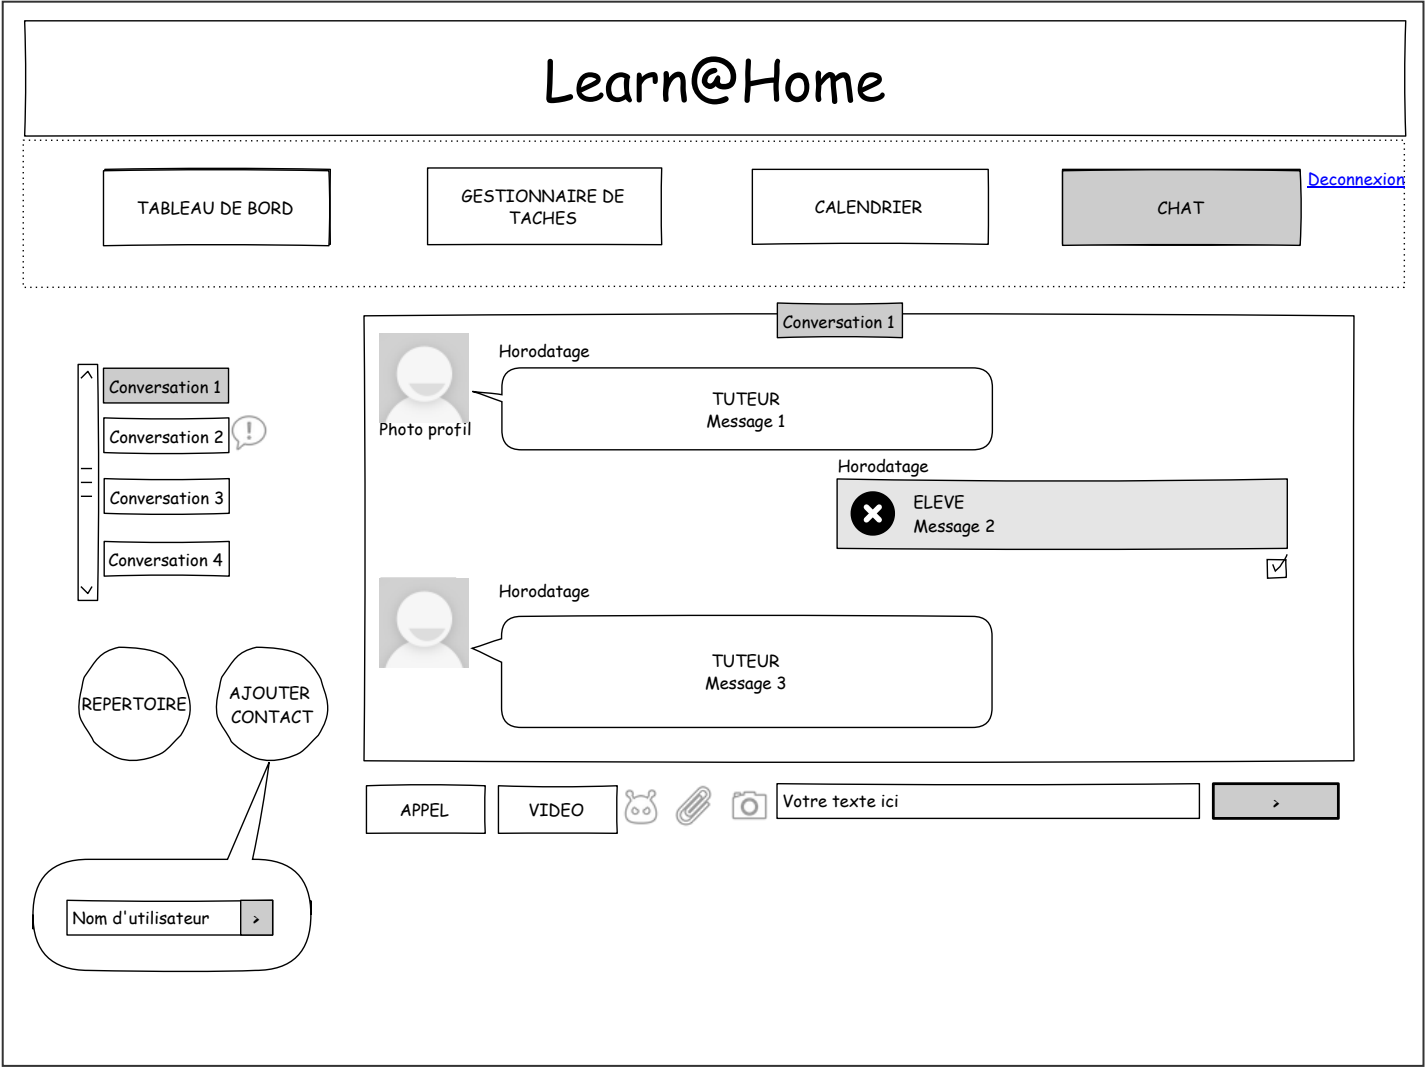 Learn@Home
TABLEAU DE BORD
GESTIONNAIRE DE
TACHES
CALENDRIER
CHAT
Deconnexion
Conversation 1
Conversation 2
Conversation 3
Conversation 4
REPERTOIRE
AJOUTER
CONTACT
Nom d'utilisateur
>
Conversation 1
Horodatage
TUTEUR
Message 1
Photo profil
Horodatage
ELEVE
Message 2
Horodatage
TUTEUR
Message 3
APPEL
VIDEO
Votre texte ici
>